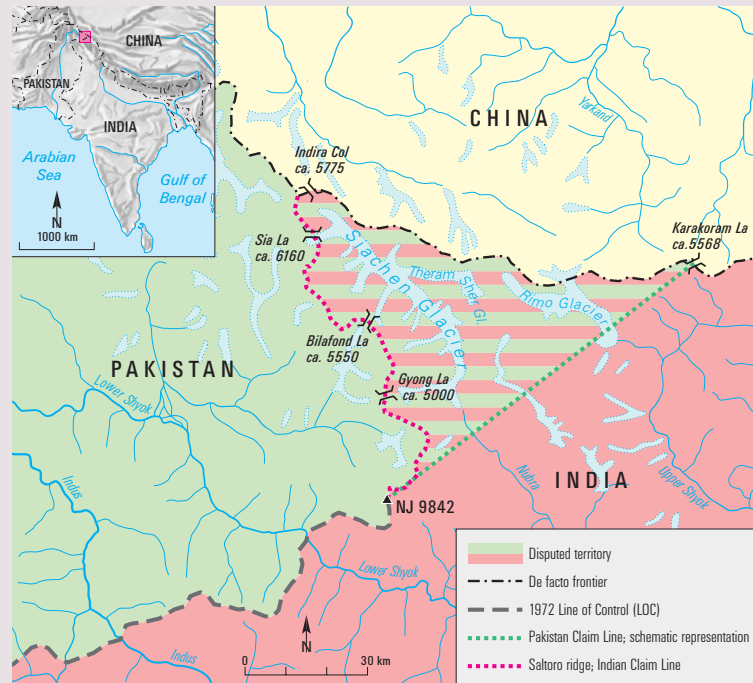 CHINA
PAKISTAN
INDIA
Arabian
Sea
Gulf of
Bengal
N
1000 km
CHINA
Yarkand
Indira Col
ca. 5775
Karakoram La
ca.5568
Sia La
ca. 6160
Siachen Glacier
Theram Sher Gl.
Rimo Glacier
Bilafond La
ca. 5550
PAKISTAN
Gyong La
ca. 5000
Lower Shyok
INDIA
Indus
Nubra
Upper Shyok
NJ 9842
Lower Shyok
Indus
N
0 30 km
Disputed territory
De facto frontier
1972 Line of Control (LOC)
Pakistan Claim Line; schematic representation
Saltoro ridge; Indian Claim Line